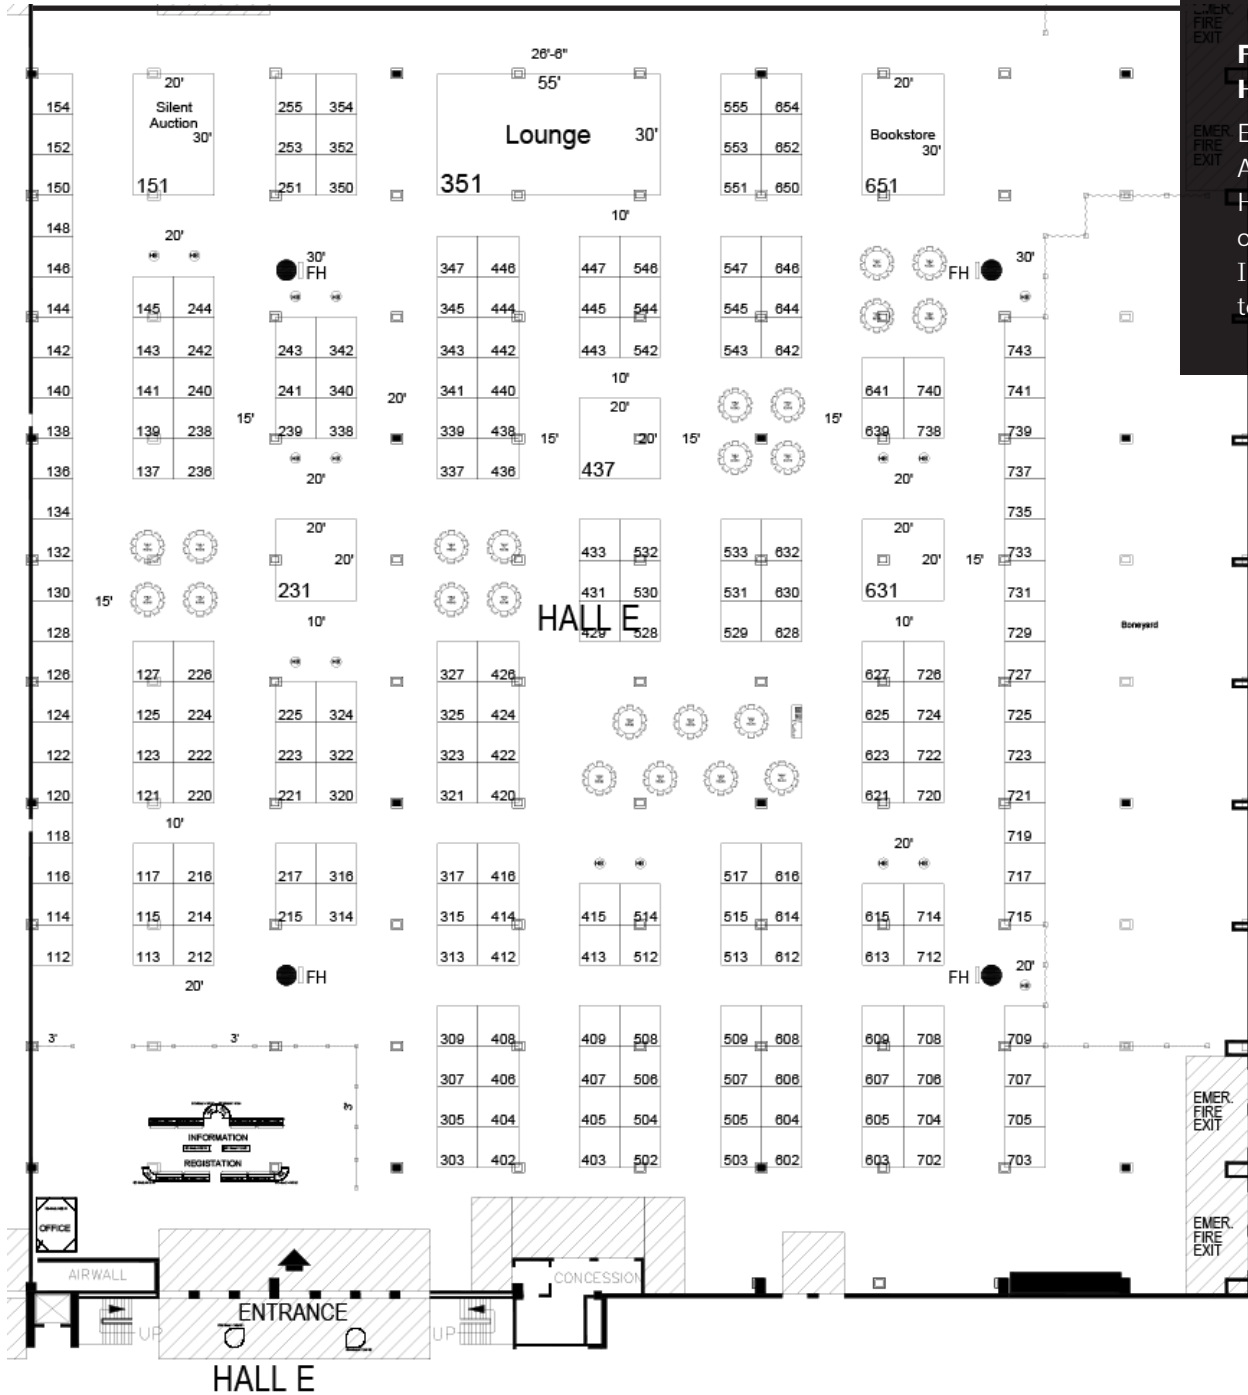 EMER.
FIRE
EXIT
F
H
EMER.
FIRE
EXIT
E
A
H
o
I
t
26'-6"
154 20' 255 354 55' 555 654 20'
Silent
Auction
30'
Lounge 30'
Bookstore
30'
152 253 352 553 652
150 151 251 350 351 551 650 651
148 20' 10'
146 30' FH 347 446 447 546 547 646 FH 30'
144 145 244 345 444 445 544 545 644
142 143 242 243 342 343 442 443 542 543 642 743
140 141 240 241 340 20' 341 440 10' 641 740 741
138 139 238 15' 239 338 339 438 15' 20' 20' 15' 15' 639 738 739
136 137 236 20' 337 436 437 20' 737
134 20' 20' 735
132 20' 433 532 533 632 20' 15' 733
130 15' 231 431 530 531 630 631 731
HALL E
128 10' 429 528 529 628 10' 729
Boneyard
126 127 226 327 426 627 726 727
124 125 224 225 324 325 424 625 724 725
122 123 222 223 322 323 422 623 722 723
120 121 220 221 320 321 420 621 720 721
118 10' 20' 719
116 117 216 217 316 317 416 517 616 717
114 115 214 215 314 315 414 415 514 515 614 615 714 715
112 113 212 313 412 413 512 513 612 613 712
20' FH FH 20'
3' 3' 309 408 409 508 509 608 609 708 709
307 406 407 506 507 606 607 706 707
3' 305 404 405 504 505 604 605 704 705
303 402 403 502 503 602 603 702 703
INFORMATION
REGISTATION
EMER.
FIRE
EXIT
OFFICE
EMER.
FIRE
EXIT
AIRWALL
CONCESSION
ENTRANCE
UP UP
HALL E